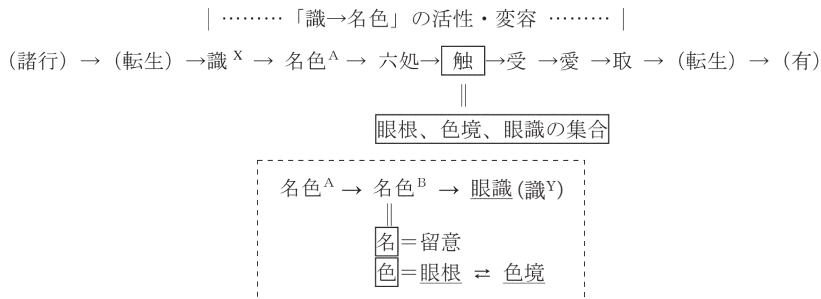 | ………「識→名色」の活性・変容 ……… |
（諸行）→（転生）→識ˣ → 名色ᴬ→ 六処→ 触 →受 →愛 →取 →（転生）→（有）
||
眼根、色境、眼識の集合
名色ᴬ → 名色ᴮ → 眼識(識ʸ)
||
名＝留意
色＝眼根 ⇄ 色境